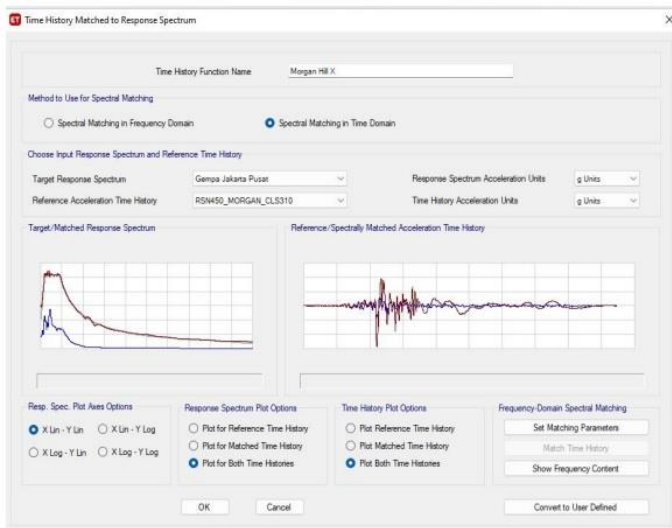 ET Time History Matched to Response Spectrum X
Time History Function Name Morgan Hill X
Method to Use for Spectral Matching
Spectral Matching in Frequency Domain Spectral Matching in Time Domain
Choose Input Response Spectrum and Reference Time History
Target Response Spectrum Gempa Jakarta Pusat Response Spectrum Acceleration Units g Units
Reference Acceleration Time History RSN450_MORGAN_CLS310 Time History Acceleration Units g Units
Target/Matched Response Spectrum Reference/Spectrally Matched Acceleration Time History
Resp. Spec. Plot Axes Options Response Spectrum Plot Options Time History Plot Options Frequency-Domain Spectral Matching
X Lin - Y Lin X Lin - Y Log Plot for Reference Time History Plot Reference Time History Set Matching Parameters
Plot for Matched Time History Plot Matched Time History Match Time History
X Log - Y Lin X Log - Y Log Plot for Both Time Histories Plot Both Time Histories Show Frequency Content
OK Cancel Convert to User Defined